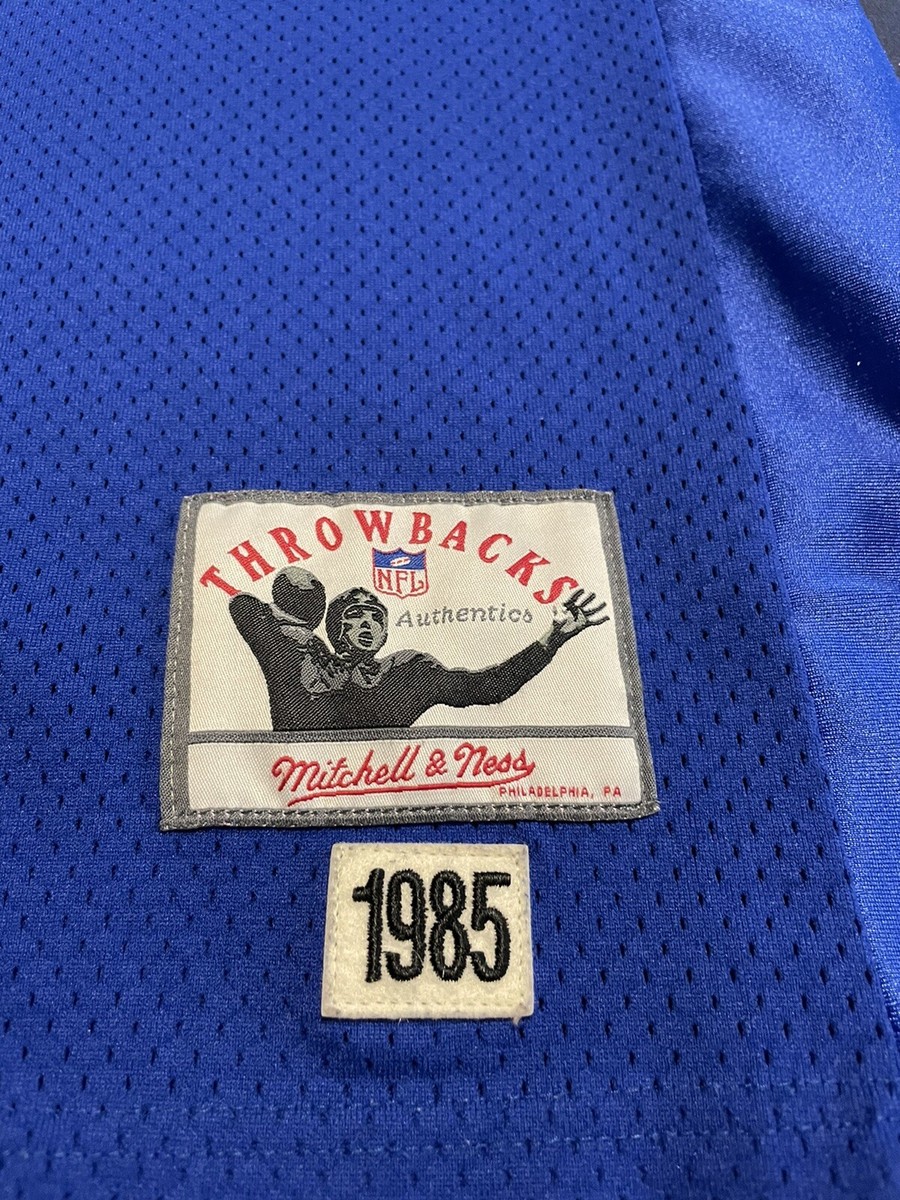 THROWBACKS
NFL
Authentics
Mitchell & Ness
PHILADELPHIA, PA
1985